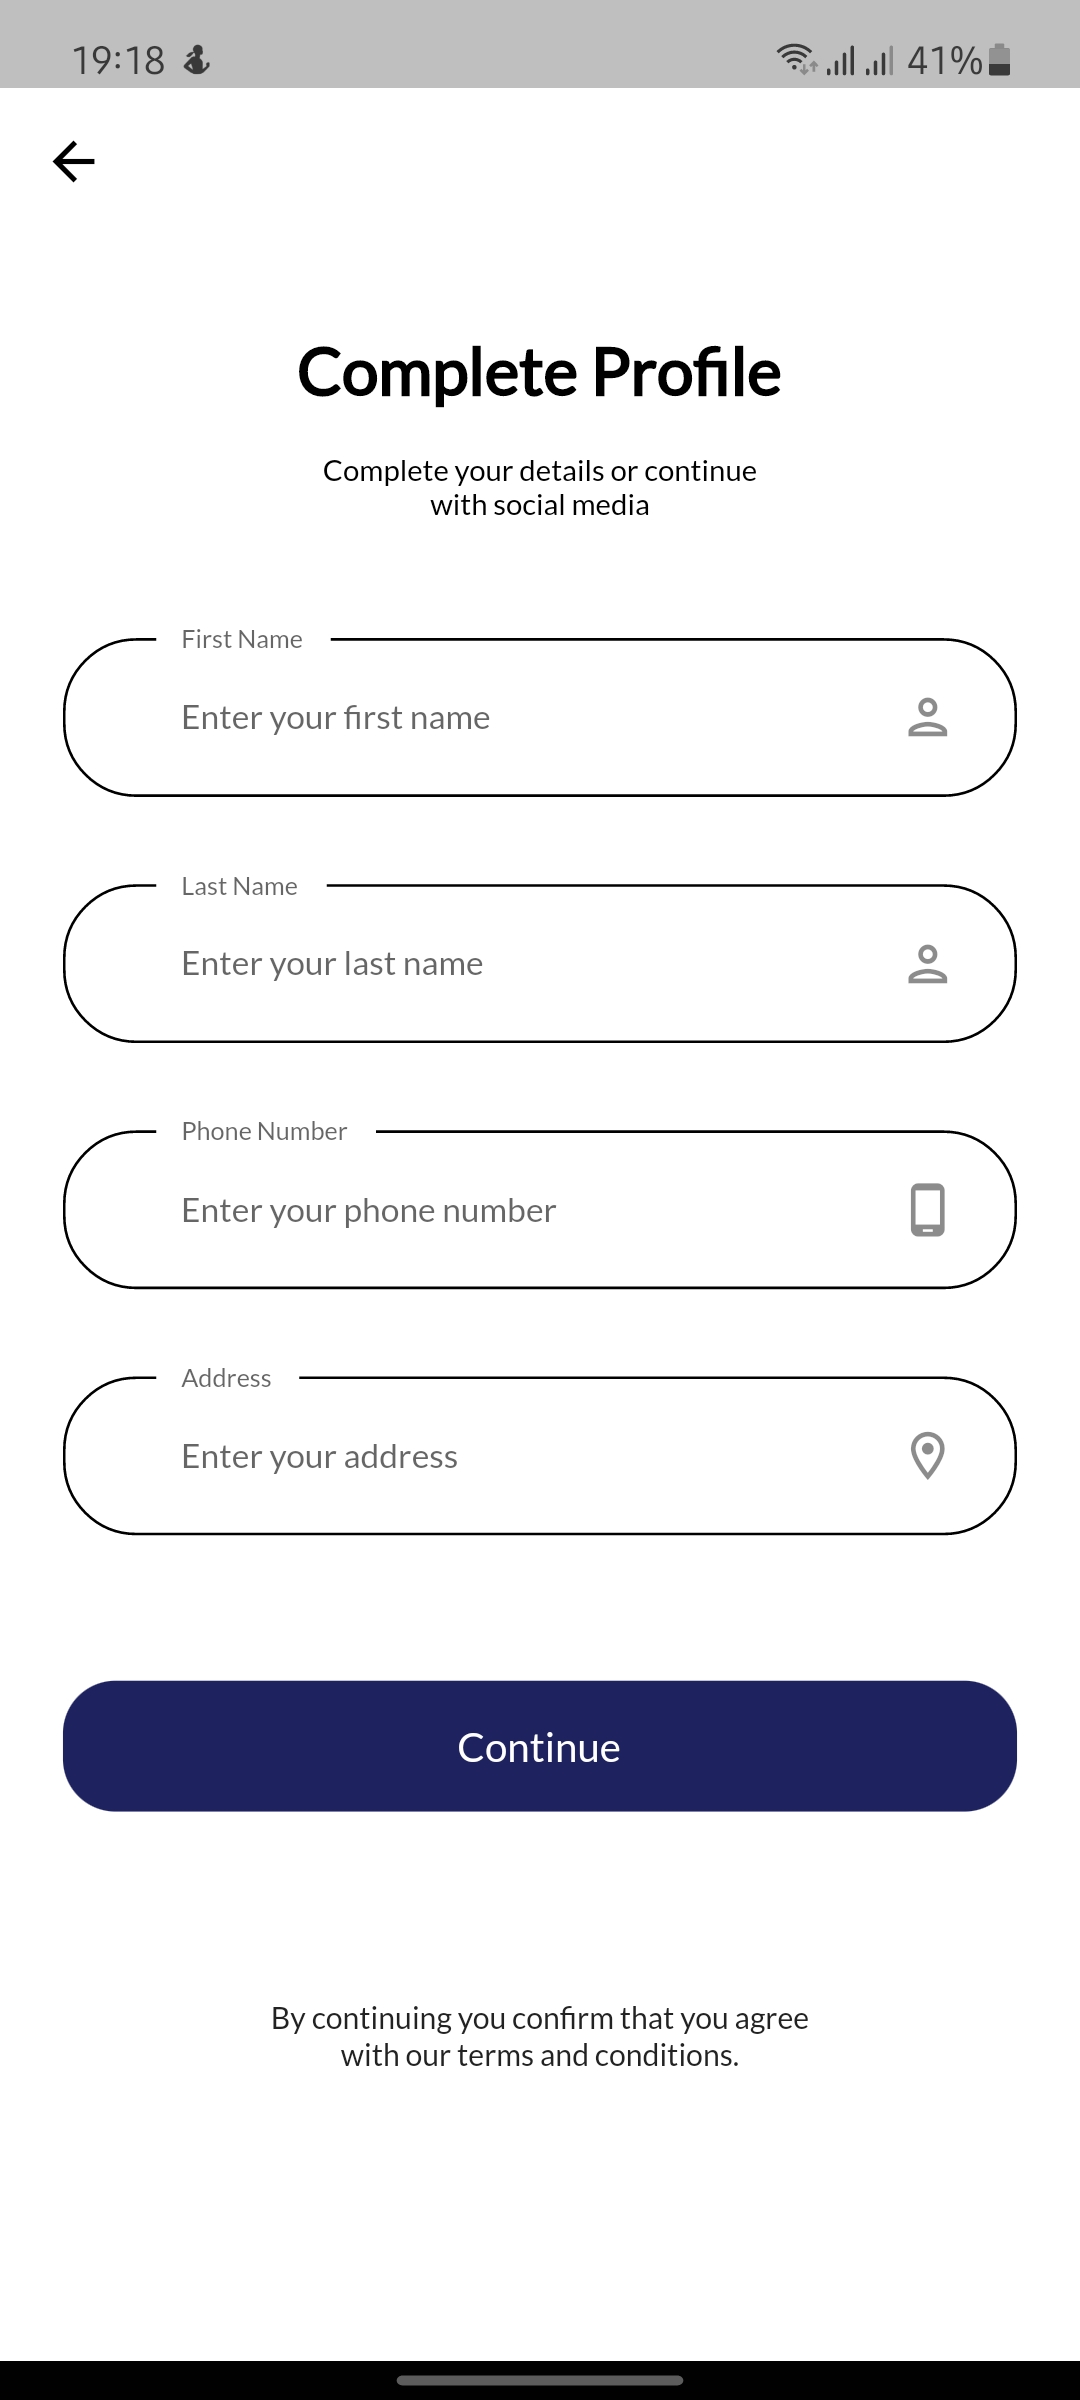 19:18 41%
Complete Profile
Complete your details or continue
with social media
First Name
Enter your first name
Last Name
Enter your last name
Phone Number
Enter your phone number
Address
Enter your address
Continue
By continuing you confirm that you agree
with our terms and conditions.